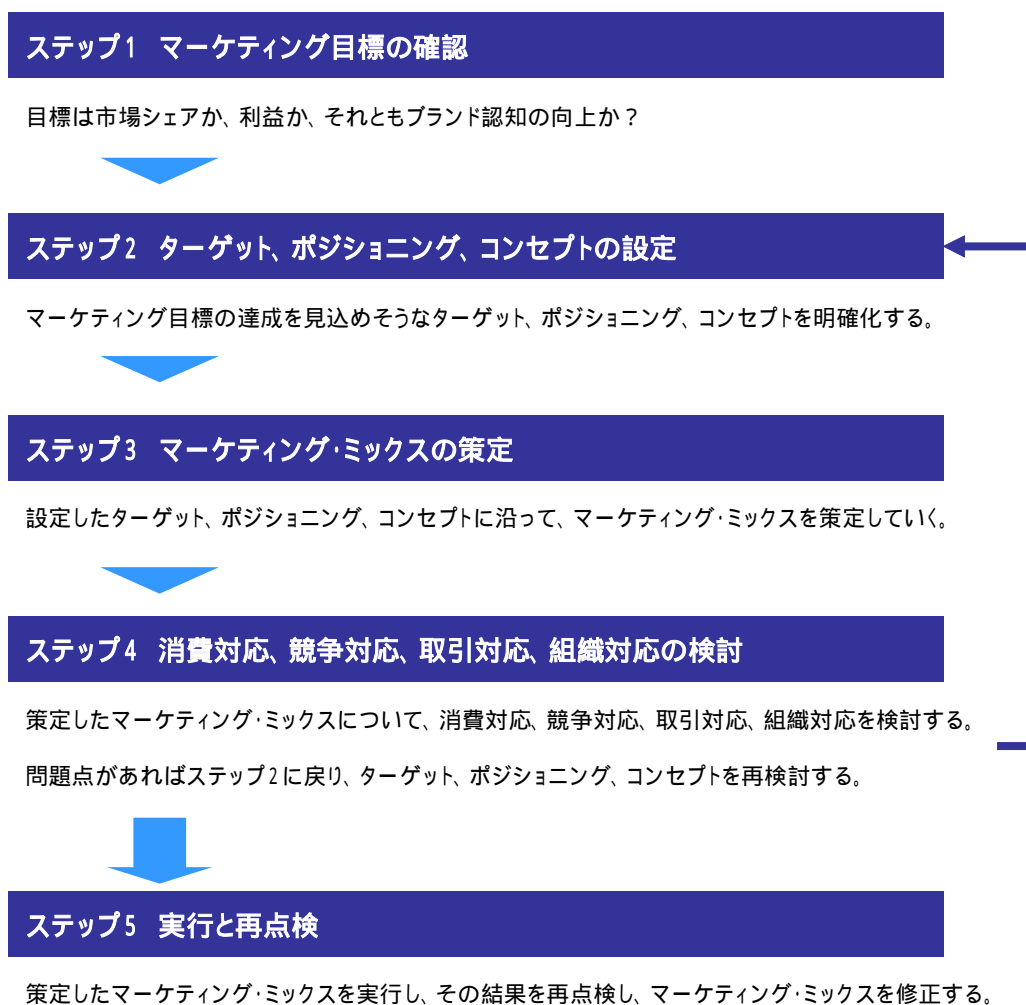 ステップ1 マーケティング目標の確認
目標は市場シェアか、利益か、それともブランド認知の向上か？
ステップ2 ターゲット、ポジショニング、コンセプトの設定
マーケティング目標の達成を見込めそうなターゲット、ポジショニング、コンセプトを明確化する。
ステップ3 マーケティング・ミックスの策定
設定したターゲット、ポジショニング、コンセプトに沿って、マーケティング・ミックスを策定していく。
ステップ4 消費対応、競争対応、取引対応、組織対応の検討
策定したマーケティング・ミックスについて、消費対応、競争対応、取引対応、組織対応を検討する。
問題点があればステップ2に戻り、ターゲット、ポジショニング、コンセプトを再検討する。
ステップ5 実行と再点検
策定したマーケティング・ミックスを実行し、その結果を再点検し、マーケティング・ミックスを修正する。